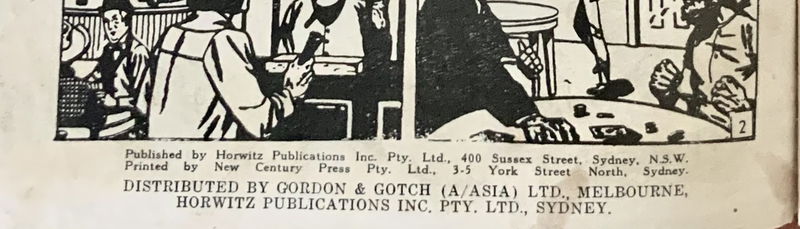 2
Published by Horwitz Publications Inc. Pty. Ltd., 400 Sussex Street, Sydney, N.S.W.
Printed by New Century Press Pty. Ltd., 3-5 York Street North, Sydney.
DISTRIBUTED BY GORDON & GOTCH (A/ASIA) LTD., MELBOURNE,
HORWITZ PUBLICATIONS INC. PTY. LTD., SYDNEY.